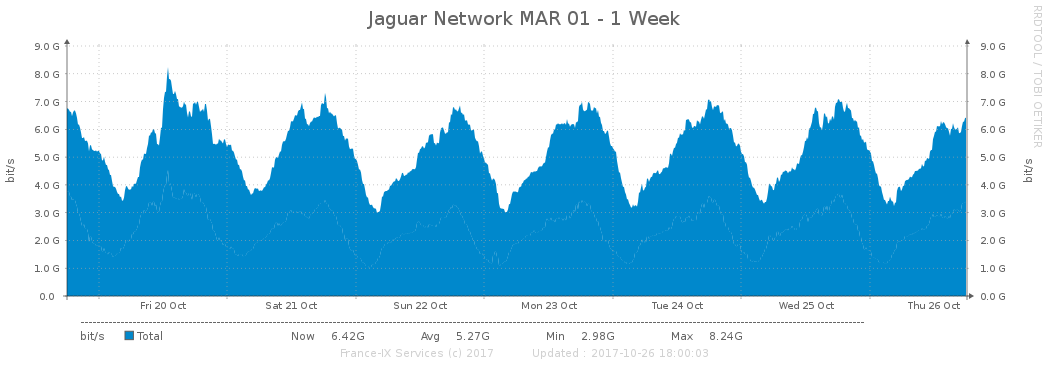 Jaguar Network MAR 01 - 1 Week
RRDTOOL / TOBI OETIKER
9.0 G 9.0 G
8.0 G 8.0 G
7.0 G 7.0 G
6.0 G 6.0 G
5.0 G 5.0 G
4.0 G 4.0 G
3.0 G 3.0 G
2.0 G 2.0 G
1.0 G 1.0 G
0.0 0.0 G
bit/s
bit/s
Fri 20 Oct Sat 21 Oct Sun 22 Oct Mon 23 Oct Tue 24 Oct Wed 25 Oct Thu 26 Oct
bit/s Total Now 6.42G Avg 5.27G Min 2.98G Max 8.24G
France-IX Services (c) 2017 Updated : 2017-10-26 18:00:03